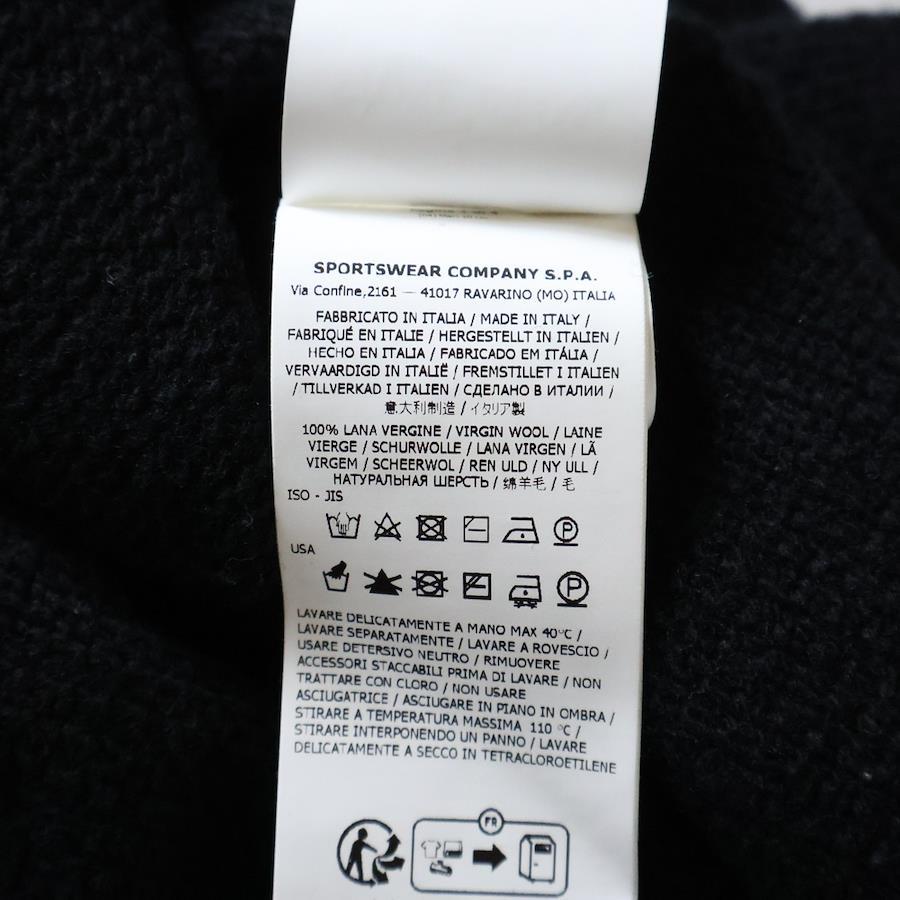 SPORTSWEAR COMPANY S.P.A.
Via Confine,2161 — 41017 RAVARINO (MO) ITALIA
FABBRICATO IN ITALIA / MADE IN ITALY /
FABRIQUÉ EN ITALIE / HERGESTELLT IN ITALIEN /
HECHO EN ITALIA / FABRICADO EM ITÁLIA /
VERVAARDIGD IN ITALIË / FREMSTILLET I ITALIEN
/ TILLVERKAD I ITALIEN / СДЕЛАНО В ИТАЛИИ /
意大利制造 / イタリア製
100% LANA VERGINE / VIRGIN WOOL / LAINE
VIERGE / SCHURWOLLE / LANA VIRGEN / LÃ
VIRGEM / SCHEERWOL / REN ULD / NY ULL /
НАТУРАЛЬНАЯ ШЕРСТЬ / 绵羊毛 / 毛
ISO - JIS
P
USA
P
LAVARE DELICATAMENTE A MANO MAX 40°C /
LAVARE SEPARATAMENTE / LAVARE A ROVESCIO /
USARE DETERSIVO NEUTRO / RIMUOVERE
ACCESSORI STACCABILI PRIMA DI LAVARE / NON
TRATTARE CON CLORO / NON USARE
ASCIUGATRICE / ASCIUGARE IN PIANO IN OMBRA /
STIRARE A TEMPERATURA MASSIMA 110 °C /
STIRARE INTERPONENDO UN PANNO / LAVARE
DELICATAMENTE A SECCO IN TETRACLOROETILENE
FR